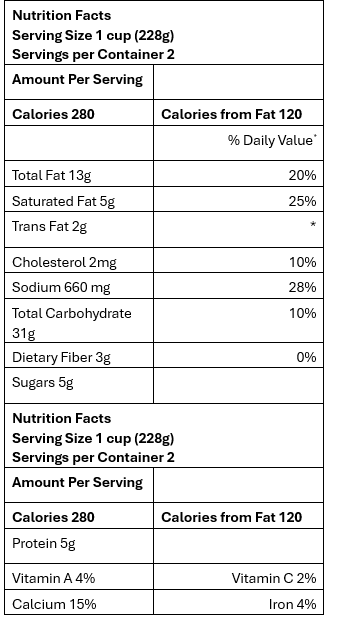 Nutrition Facts
Serving Size 1 cup (228g)
Servings per Container 2
Amount Per Serving
Calories 280 Calories from Fat 120
% Daily Value*
Total Fat 13g 20%
Saturated Fat 5g 25%
Trans Fat 2g *
Cholesterol 2mg 10%
Sodium 660 mg 28%
Total Carbohydrate 10%
31g
Dietary Fiber 3g 0%
Sugars 5g
Nutrition Facts
Serving Size 1 cup (228g)
Servings per Container 2
Amount Per Serving
Calories 280 Calories from Fat 120
Protein 5g
Vitamin A 4% Vitamin C 2%
Calcium 15% Iron 4%